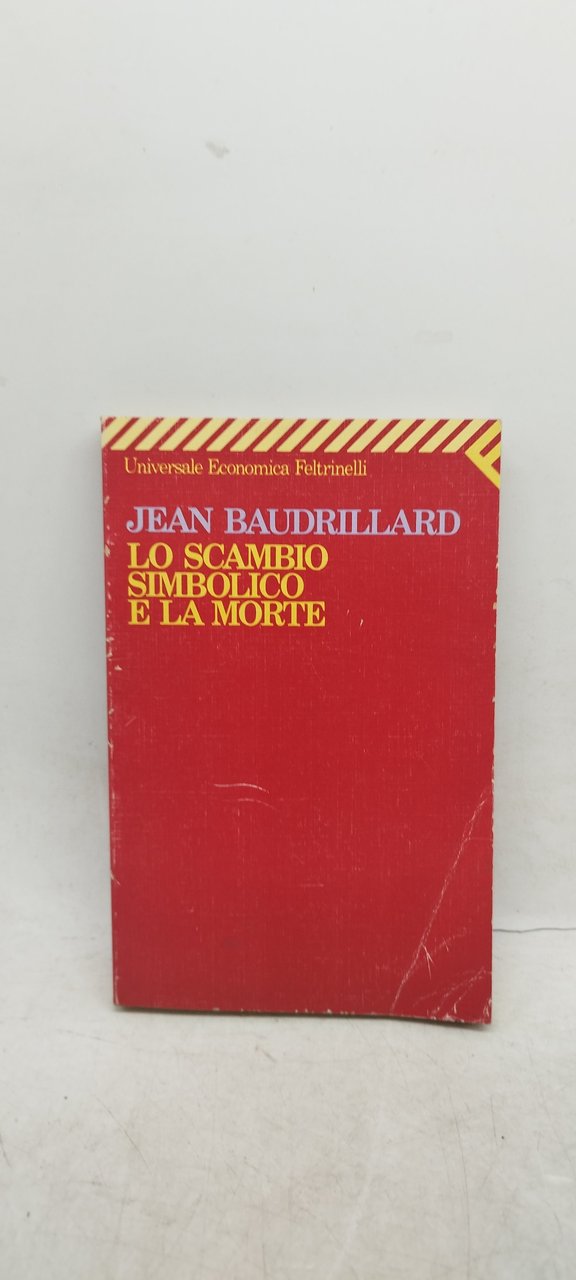 Universale Economica Feltrinelli
JEAN BAUDRILLARD
LO SCAMBIO
SIMBOLICO
E LA MORTE